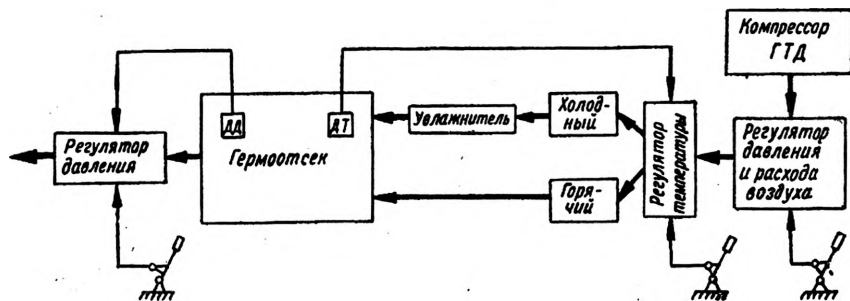 Компрессор
ГТД
ДД
ДТ
Гермоотсек
Увлажнитель
Холод-
ный
Горя-
чий
Регулятор
температуры
Регулятор
давления
и расхода
воздуха
Регулятор
давления